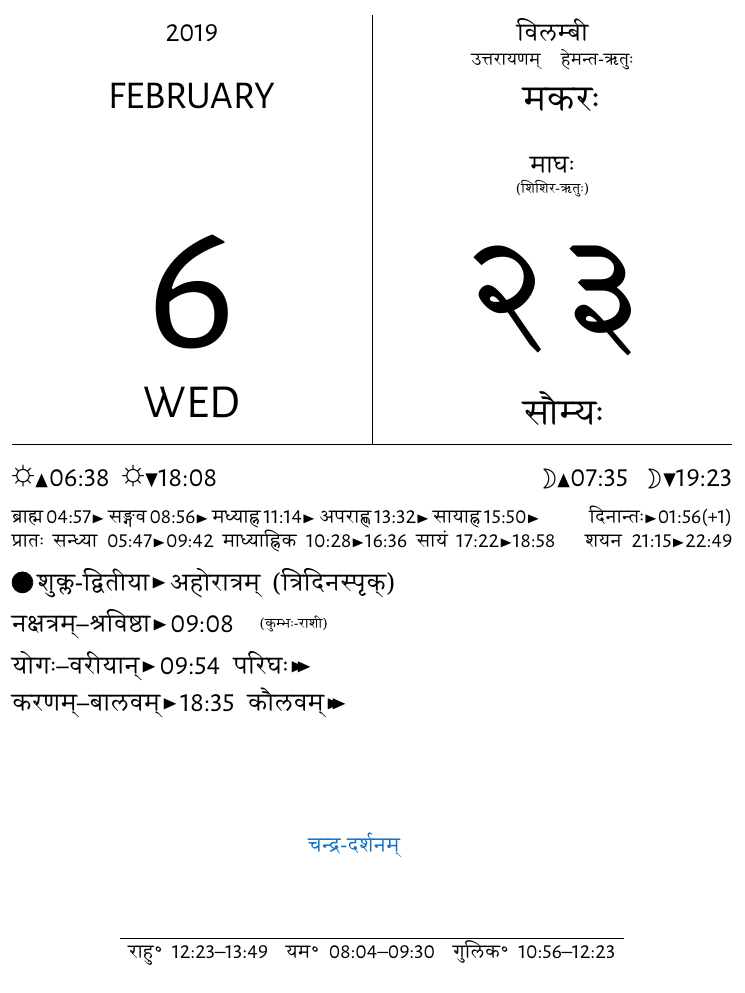 2019
FEBRUARY
6
WED
विलम्बी
उत्तरायणम् हेमन्त-ऋतुः
मकरः
माघः
(शिशिर-ऋतुः)
२३
सौम्यः
☼▲06:38 ☼▼18:08 ☽▲07:35 ☽▼19:23
ब्राह्म 04:57► सङ्गव 08:56► मध्याह्न 11:14► अपराह्ण 13:32► सायाह्न 15:50► दिनान्तः►01:56(+1)
प्रातः सन्ध्या 05:47►09:42 माध्याह्निक 10:28►16:36 सायं 17:22►18:58 शयन 21:15►22:49
●शुक्ल-द्वितीया►अहोरात्रम् (त्रिदिनस्पृक्)
नक्षत्रम्–श्रविष्ठा►09:08 (कुम्भः-राशी)
योगः–वरीयान्►09:54 परिघः►►
करणम्–बालवम्►18:35 कौलवम्►►
चन्द्र-दर्शनम्
राहु° 12:23–13:49 यम° 08:04–09:30 गुलिक° 10:56–12:23